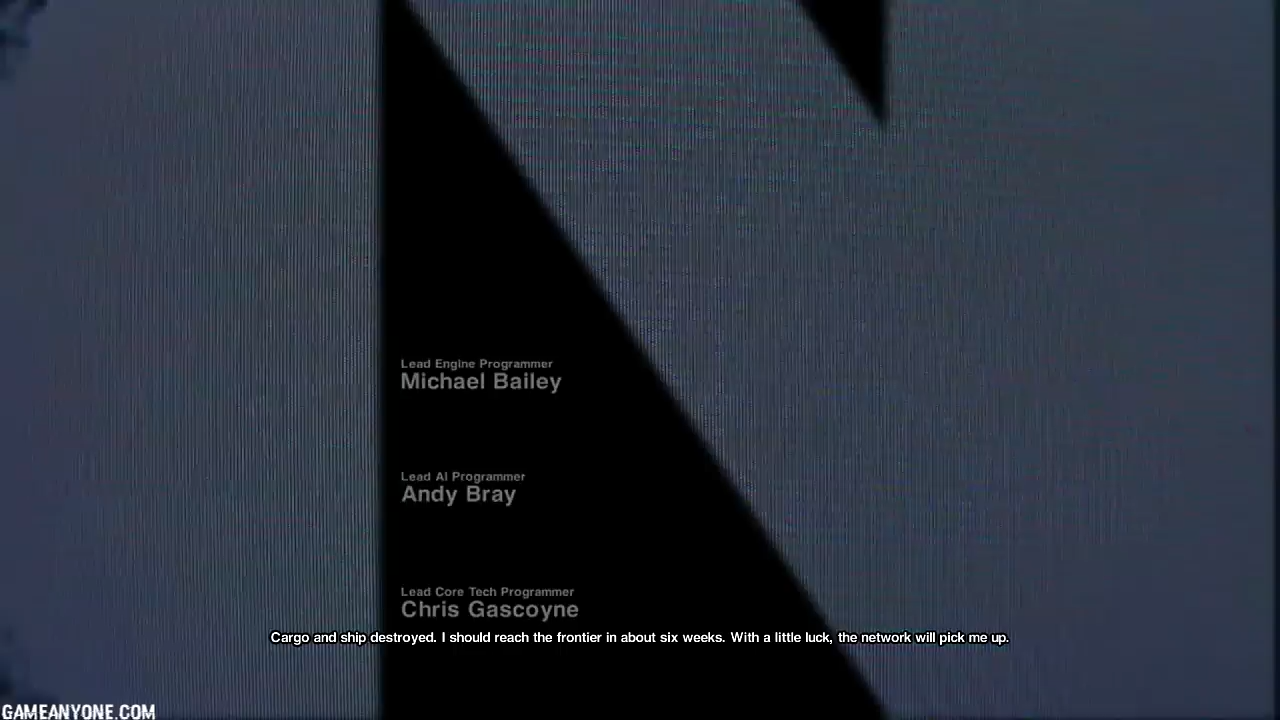 Lead Engine Programmer
Michael Bailey
Lead AI Programmer
Andy Bray
Lead Core Tech Programmer
Chris Gascoyne
Cargo and ship destroyed. I should reach the frontier in about six weeks. With a little luck, the network will pick me up.
GAMEANYONE.COM